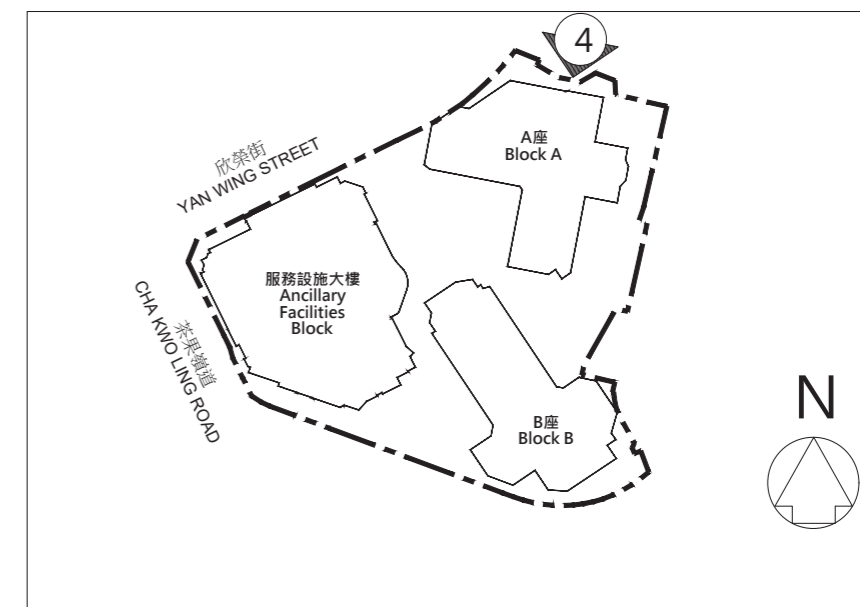 4
A座
Block A
欣榮街
YAN WING STREET
服務設施大樓
Ancillary
Facilities
Block
茶果嶺道
CHA KWO LING ROAD
B座
Block B
N